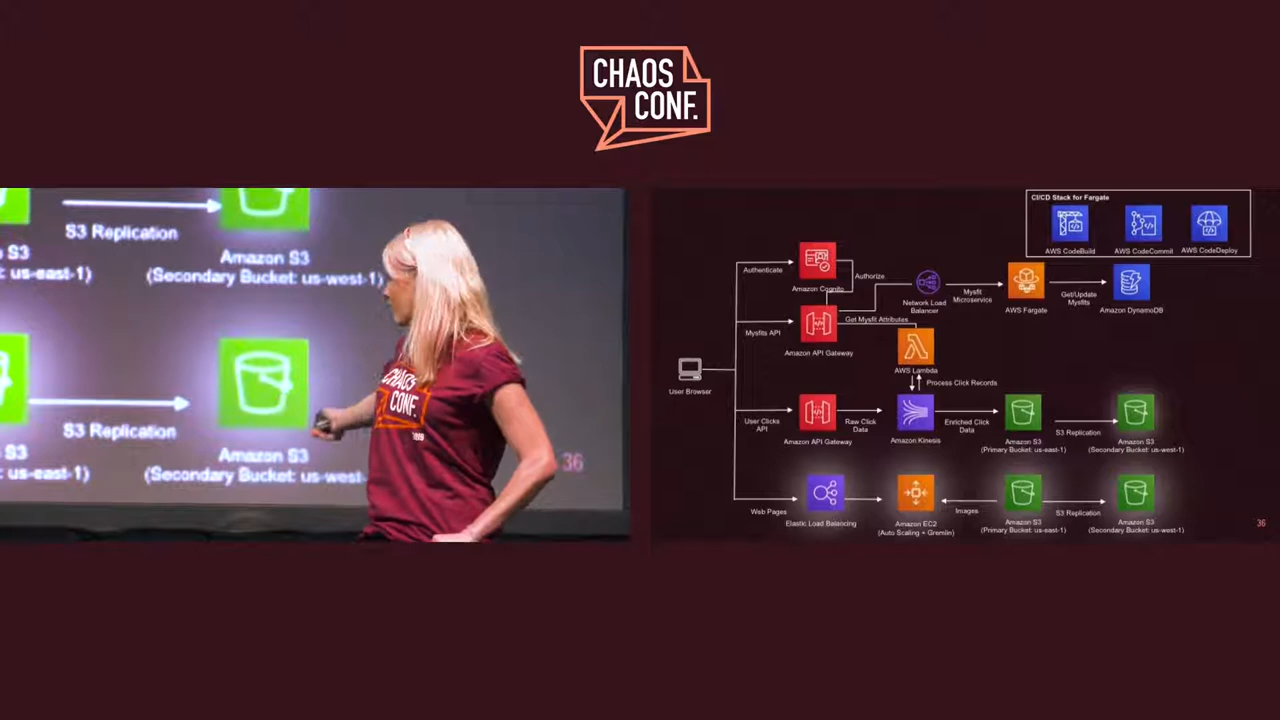 CHAOS
CONF.
S3 Replication
S3
: us-east-1)
Amazon S3
(Secondary Bucket: us-west-1)
S3 Replication
S3
: us-east-1)
Amazon S3
(Secondary Bucket: us-west-
CHAOS
CONF.
36
CI/CD Stack for Fargate
AWS CodeBuild
AWS CodeCommit
AWS CodeDeploy
Authenticate
Amazon Cognito
Authorize
Network Load
Balancer
Mysfit
Microservice
AWS Fargate
Get/Update
Mysfits
Amazon DynamoDB
Mysfits API
Amazon API Gateway
Get Mysfit Attributes
AWS Lambda
Process Click Records
User Browser
User Clicks
API
Amazon API Gateway
Raw Click
Data
Amazon Kinesis
Enriched Click
Data
Amazon S3
(Primary Bucket: us-east-1)
S3 Replication
Amazon S3
(Secondary Bucket: us-west-1)
Web Pages
Elastic Load Balancing
Amazon EC2
(Auto Scaling + Gremlin)
Images
Amazon S3
(Primary Bucket: us-east-1)
S3 Replication
Amazon S3
(Secondary Bucket: us-west-1)
36